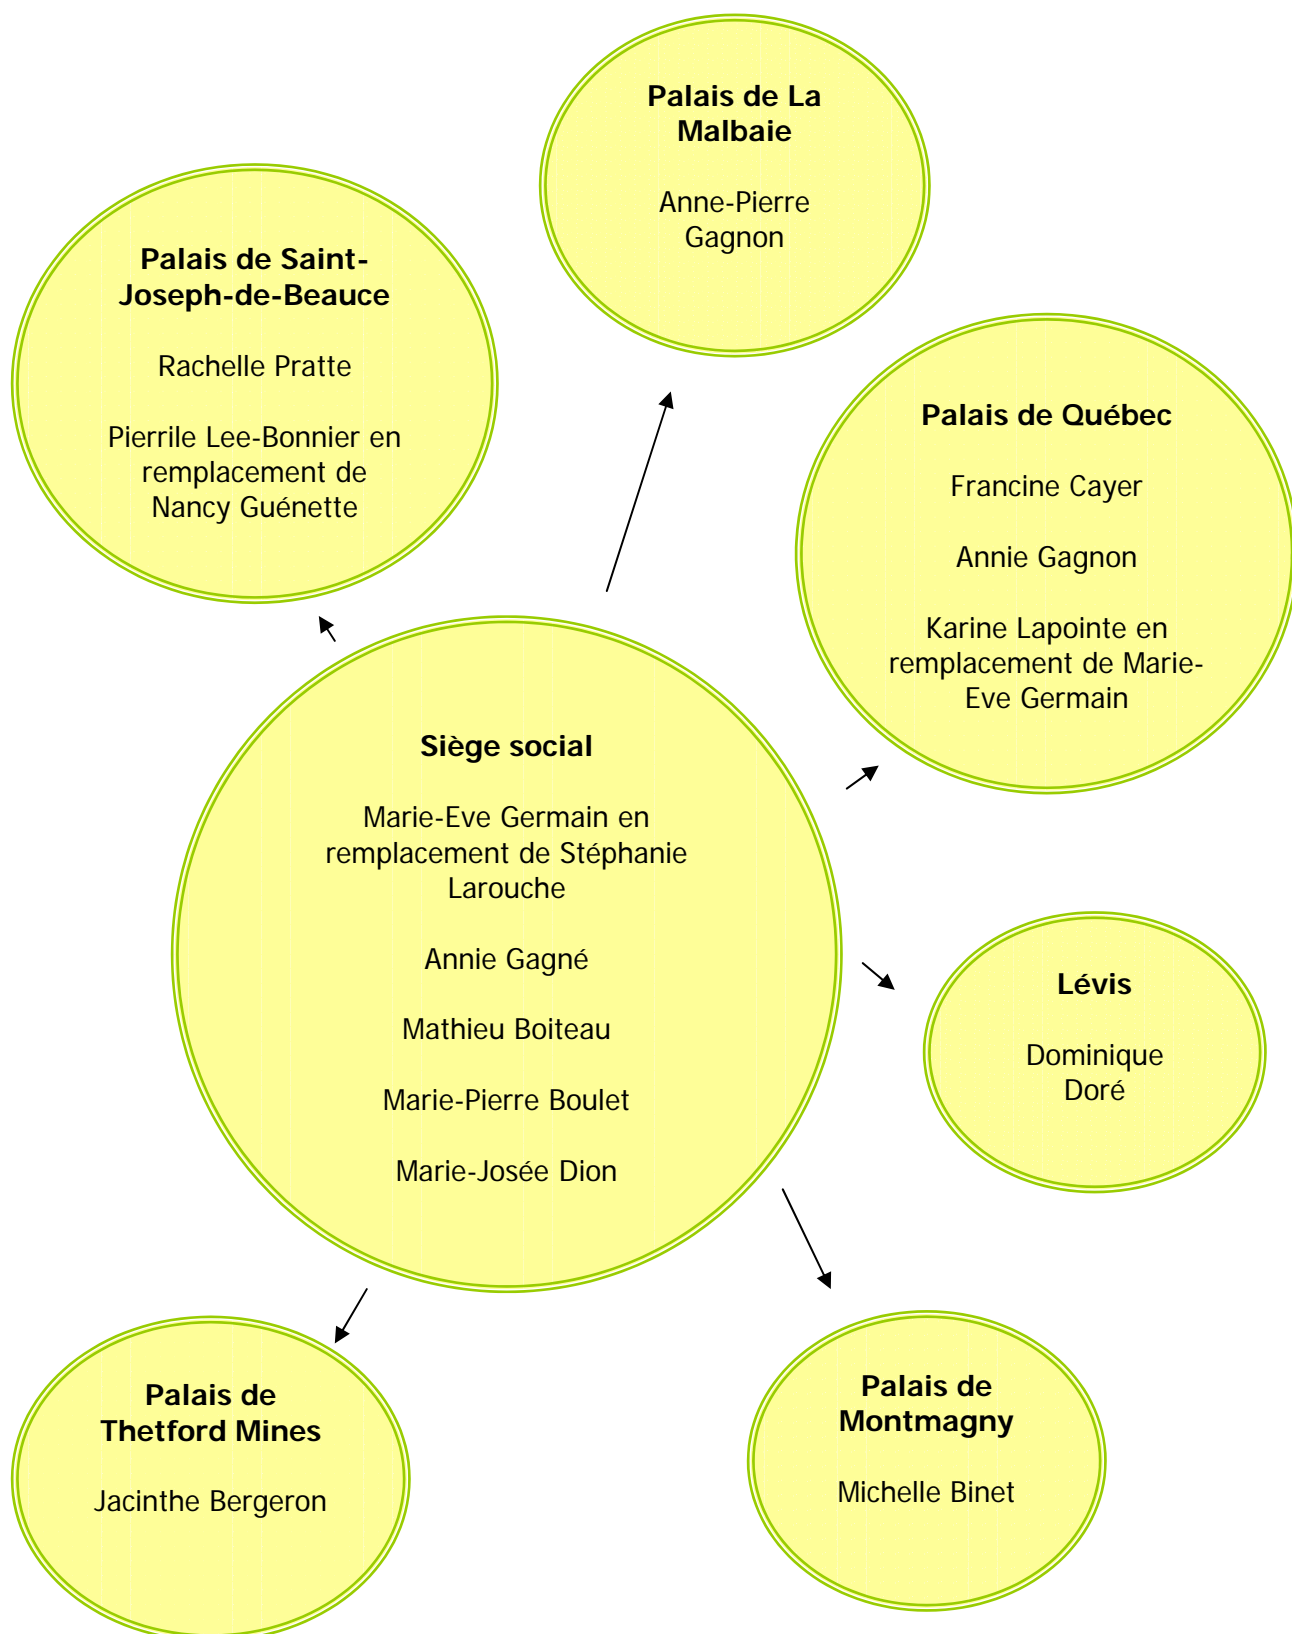 Palais de La
Malbaie
Anne-Pierre
Gagnon
Palais de Saint-
Joseph-de-Beauce
Rachelle Pratte
Pierrile Lee-Bonnier en
remplacement de
Nancy Guénette
Palais de Québec
Francine Cayer
Annie Gagnon
Karine Lapointe en
remplacement de Marie-
Eve Germain
Siège social
Marie-Eve Germain en
remplacement de Stéphanie
Larouche
Annie Gagné
Mathieu Boiteau
Marie-Pierre Boulet
Marie-Josée Dion
Lévis
Dominique
Doré
Palais de
Thetford Mines
Jacinthe Bergeron
Palais de
Montmagny
Michelle Binet